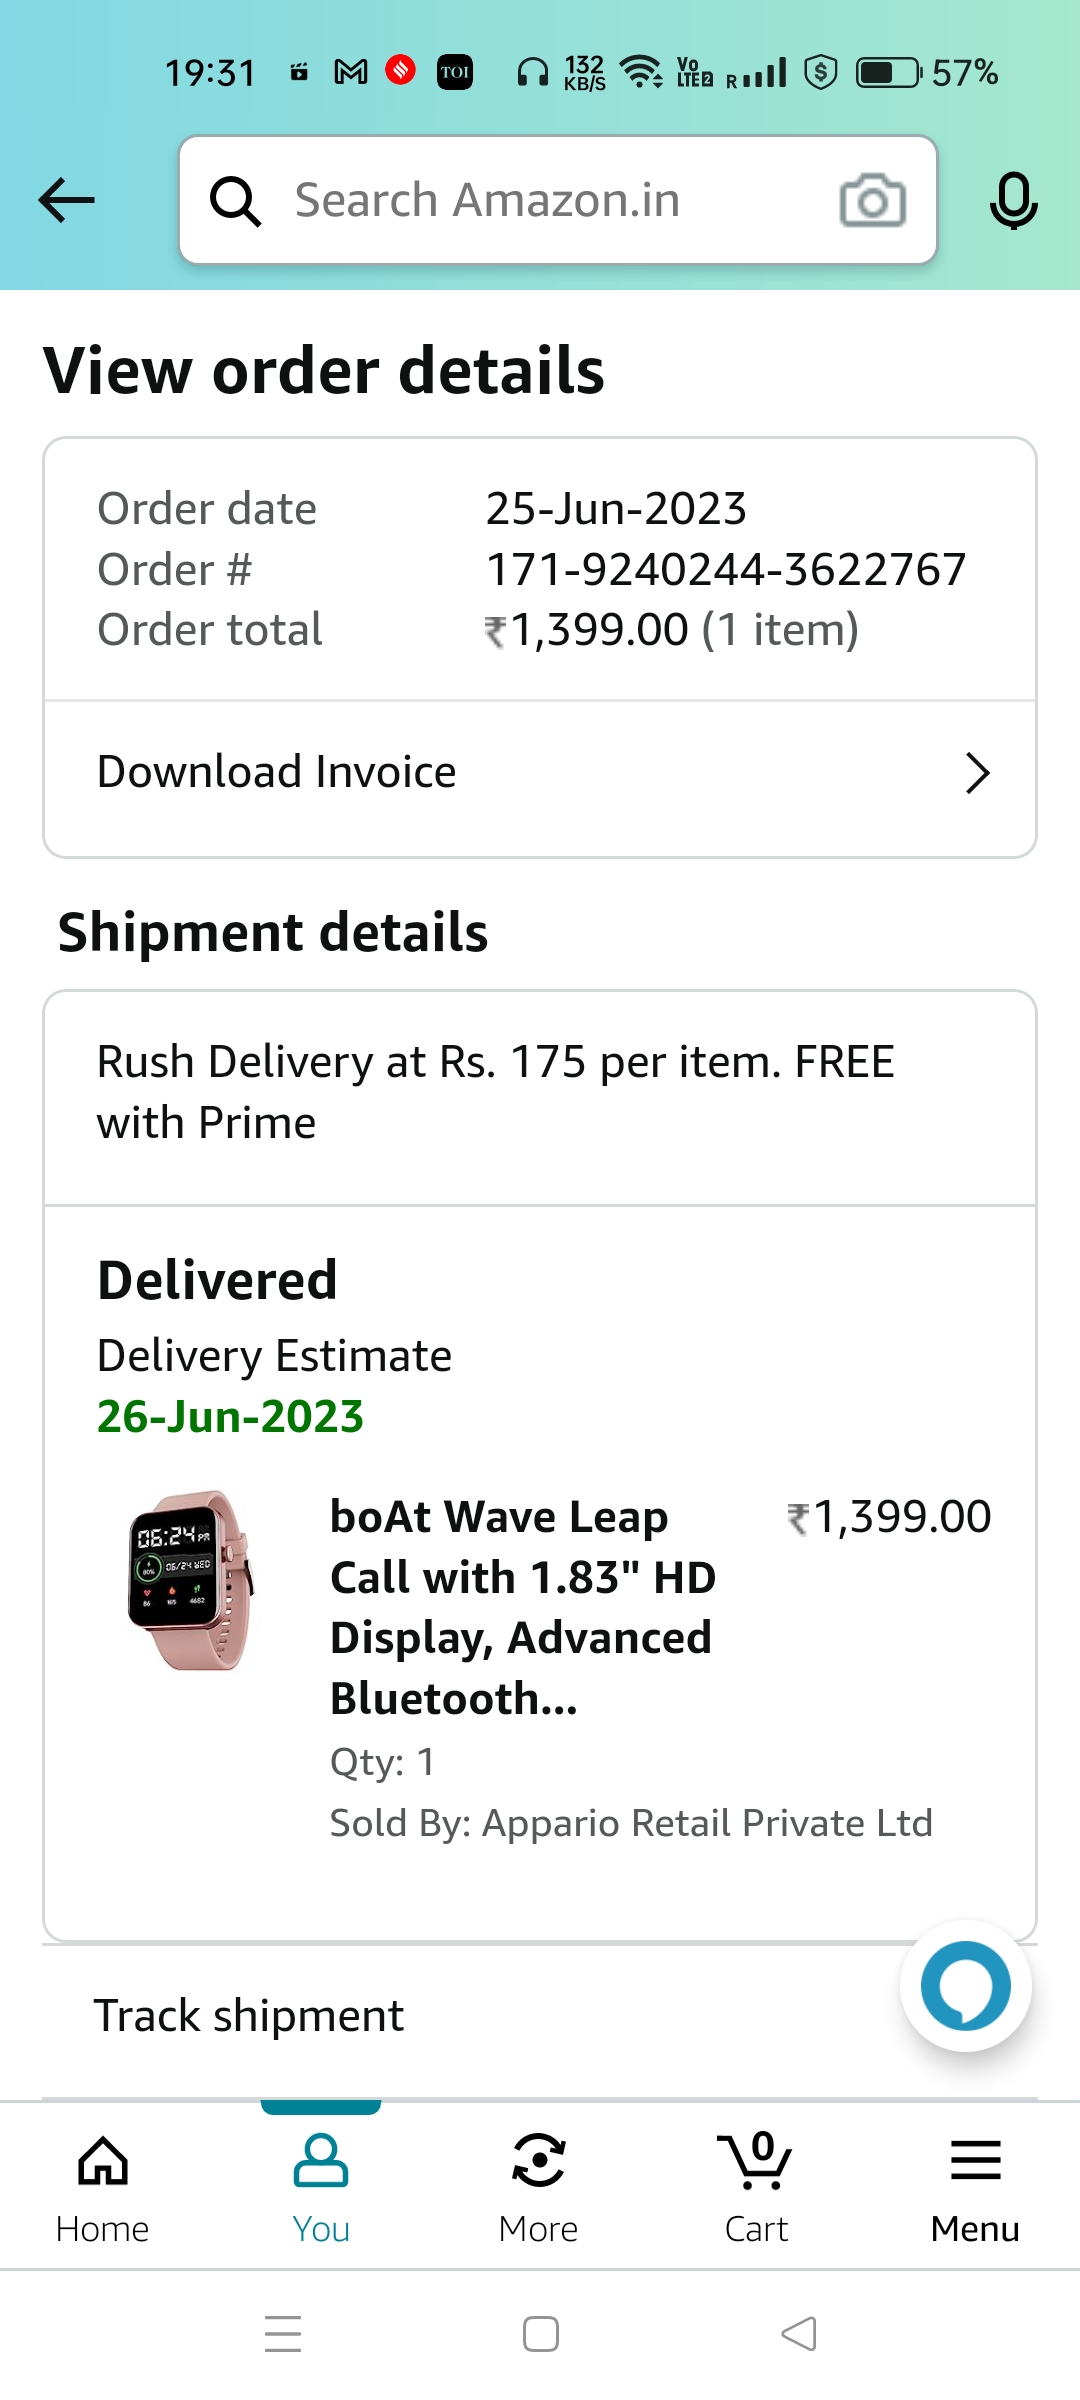 19:31 TOI 132 KB/S Vo LTE2 R 57%
Search Amazon.in
View order details
Order date 25-Jun-2023
Order # 171-9240244-3622767
Order total ₹1,399.00 (1 item)
Download Invoice
Shipment details
Rush Delivery at Rs. 175 per item. FREE
with Prime
Delivered
Delivery Estimate
26-Jun-2023
06:24 PM
06/24 WED
80%
86 165 4682
boAt Wave Leap ₹1,399.00
Call with 1.83" HD
Display, Advanced
Bluetooth...
Qty: 1
Sold By: Appario Retail Private Ltd
Track shipment
0
Home You More Cart Menu